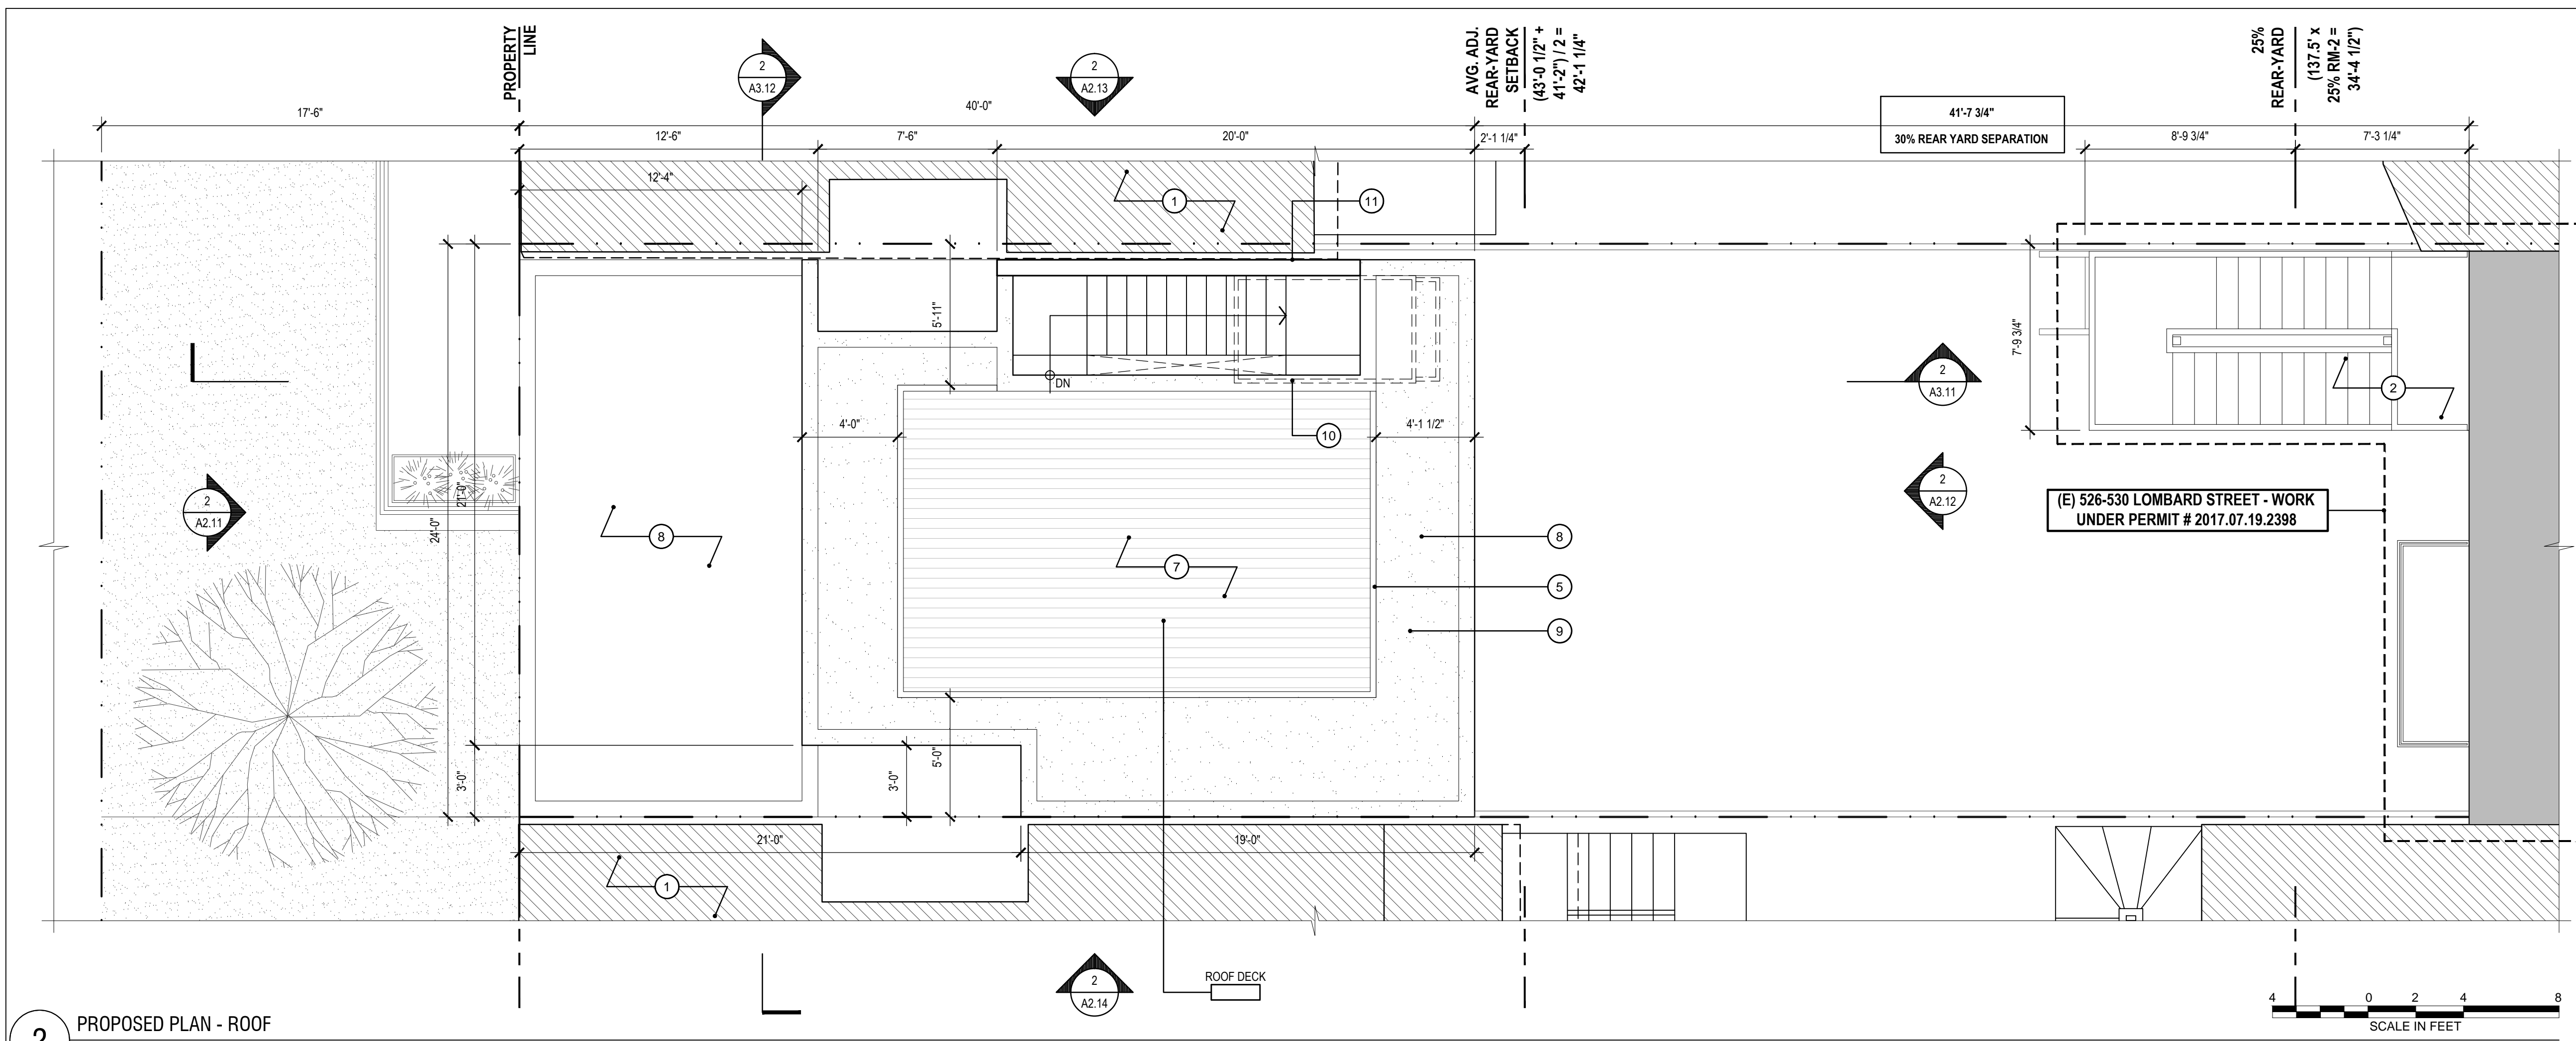 PROPERTY
LINE
2
A3.12
2
A2.13
AVG. ADJ.
REAR-YARD
SETBACK
(43'-0 1/2" +
41'-2") / 2 =
42'-1 1/4"
25%
REAR-YARD
(137.5' x
25% RM-2 =
34'-4 1/2")
17'-6"
40'-0"
41'-7 3/4"
30% REAR YARD SEPARATION
12'-6"
7'-6"
20'-0"
2'-1 1/4"
8'-9 3/4"
7'-3 1/4"
12'-4"
1
11
5'-11"
7'-9 3/4"
DN
2
A3.11
2
4'-0"
4'-1 1/2"
10
2
A2.11
24'-0"
21'-0"
2
A2.12
(E) 526-530 LOMBARD STREET - WORK
UNDER PERMIT # 2017.07.19.2398
8
7
8
5
9
3'-0"
3'-0"
5'-0"
21'-0"
19'-0"
1
2
A2.14
ROOF DECK
4 0 2 4 8
SCALE IN FEET
2
PROPOSED PLAN - ROOF